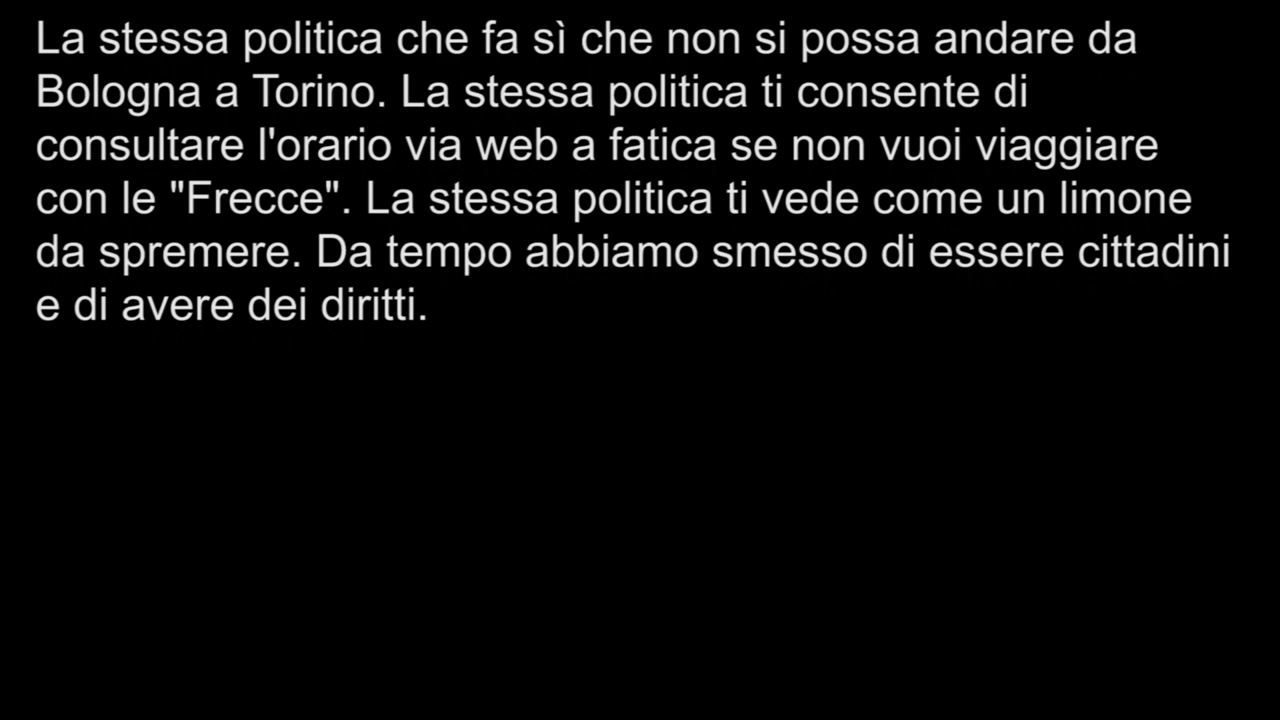 La stessa politica che fa sì che non si possa andare da
Bologna a Torino. La stessa politica ti consente di
consultare l'orario via web a fatica se non vuoi viaggiare
con le "Frecce". La stessa politica ti vede come un limone
da spremere. Da tempo abbiamo smesso di essere cittadini
e di avere dei diritti.